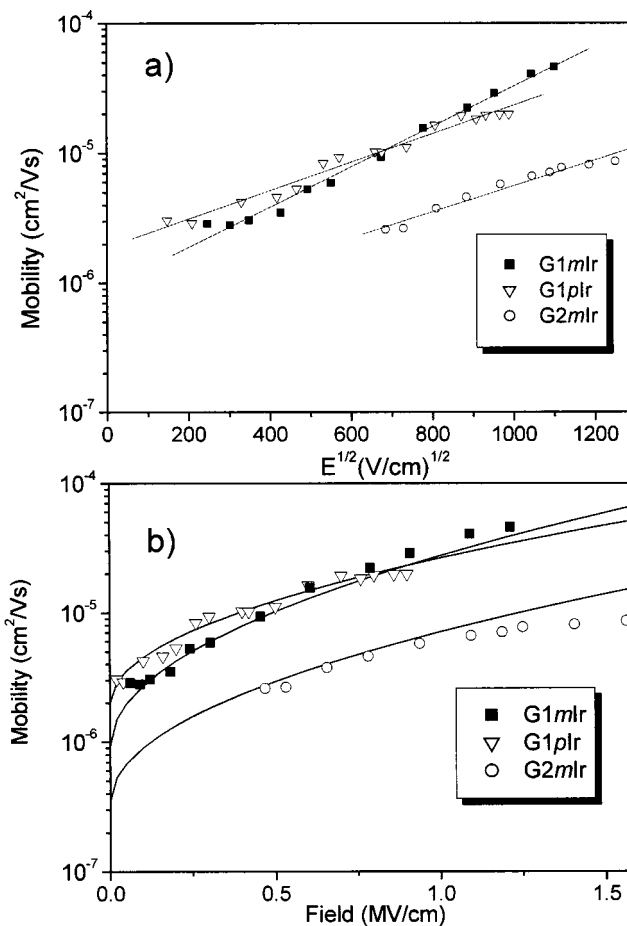 a)
10^-4
10^-5
10^-6
10^-7
Mobility (cm²/Vs)
G1mIr
G1pIr
G2mIr
0 200 400 600 800 1000 1200
E^1/2(V/cm)^1/2
b)
10^-4
10^-5
10^-6
10^-7
Mobility (cm²/Vs)
G1mIr
G1pIr
G2mIr
0.0 0.5 1.0 1.5
Field (MV/cm)